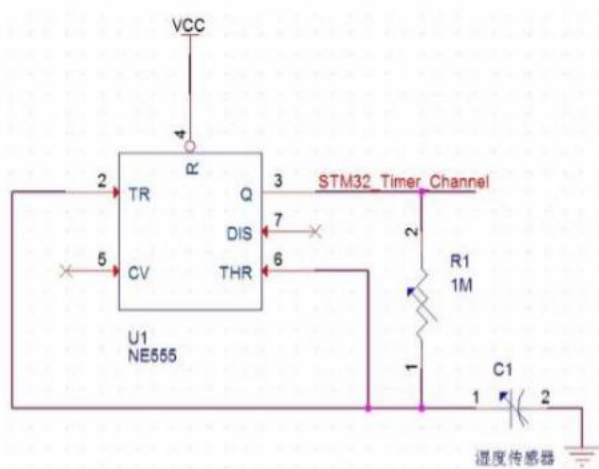 VCC
4
R
2
TR
Q
3
STM32_Timer_Channel
DIS
7
5
CV
THR
6
2
R1
1M
1
U1
NE555
C1
1
2
湿度传感器